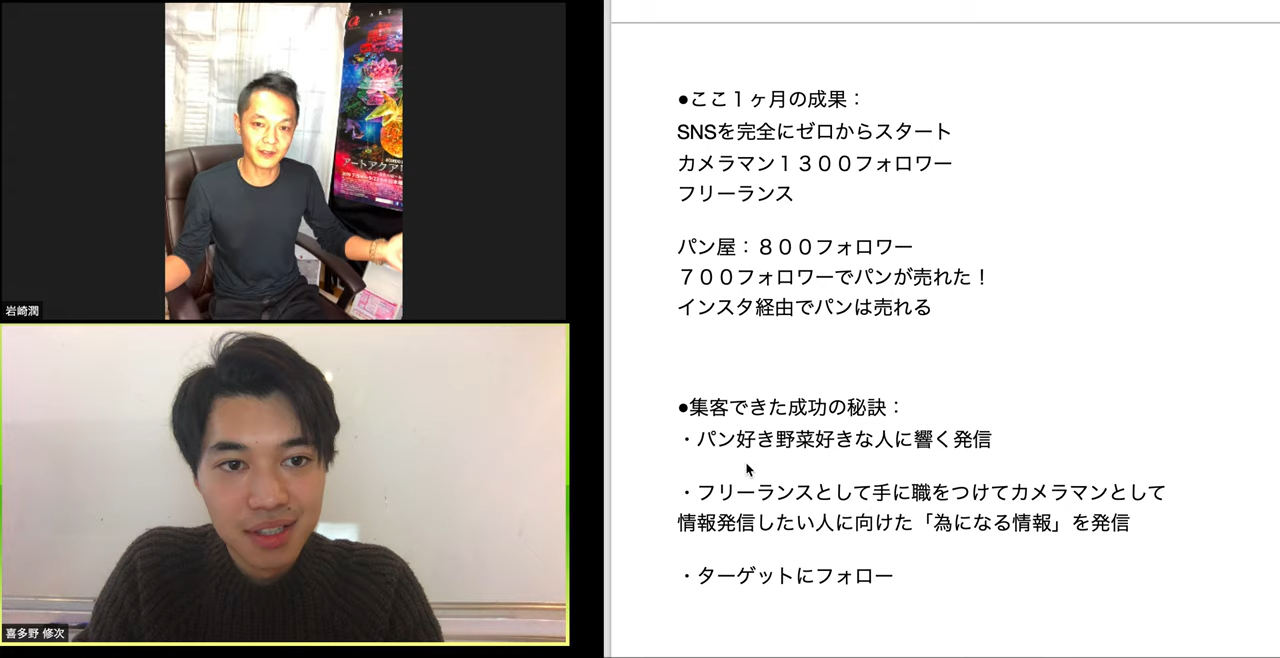 ART
アートアクア
岩崎潤
喜多野 修次
●ここ１ヶ月の成果：
SNSを完全にゼロからスタート
カメラマン１３００フォロワー
フリーランス
パン屋：８００フォロワー
７００フォロワーでパンが売れた！
インスタ経由でパンは売れる
●集客できた成功の秘訣：
・パン好き野菜好きな人に響く発信
・フリーランスとして手に職をつけてカメラマンとして
情報発信したい人に向けた「為になる情報」を発信
・ターゲットにフォロー